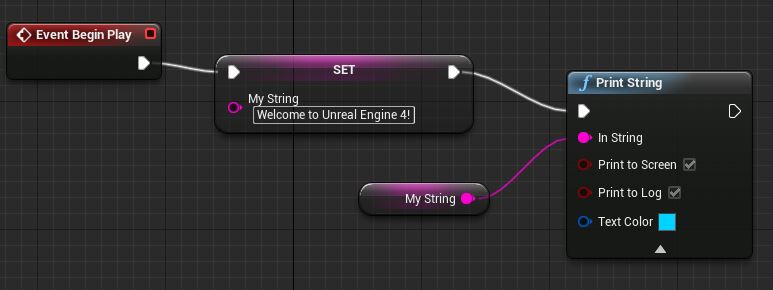 Event Begin Play
SET
My String
Welcome to Unreal Engine 4!
My String
Print String
In String
Print to Screen
Print to Log
Text Color